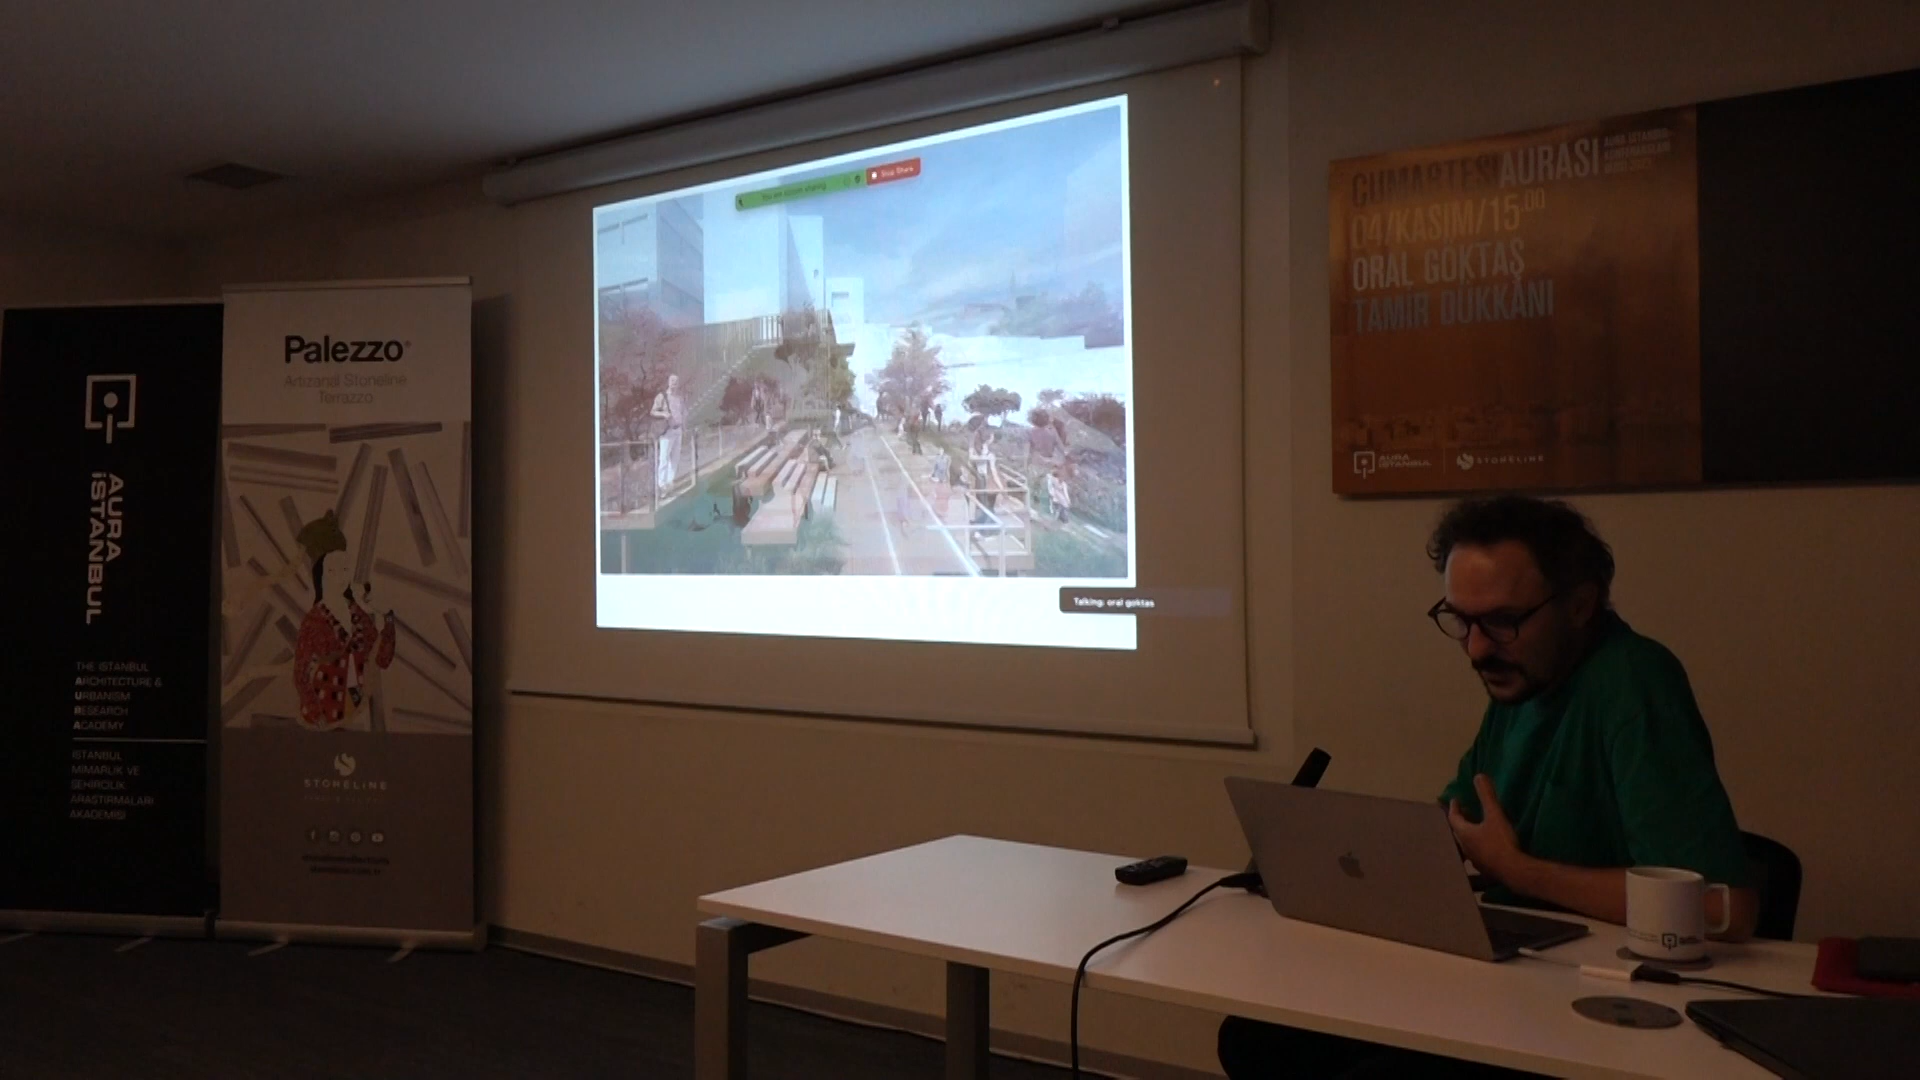 AURA
İSTANBUL
THE ISTANBUL
ARCHITECTURE &
URBANISM
RESEARCH
ACADEMY
İSTANBUL
MİMARLIK VE
ŞEHİRCİLİK
ARAŞTIRMALARI
AKADEMİSİ
Palezzo
Artizanal Stoneline
Terrazzo
STONELINE
Stop Share
Talking: oral goktas
CUMARTESİAURASI
04/KASIM/15.00
ORAL GÖKTAŞ
TAMİR DÜKKANI
AURA
İSTANBUL
STONELINE